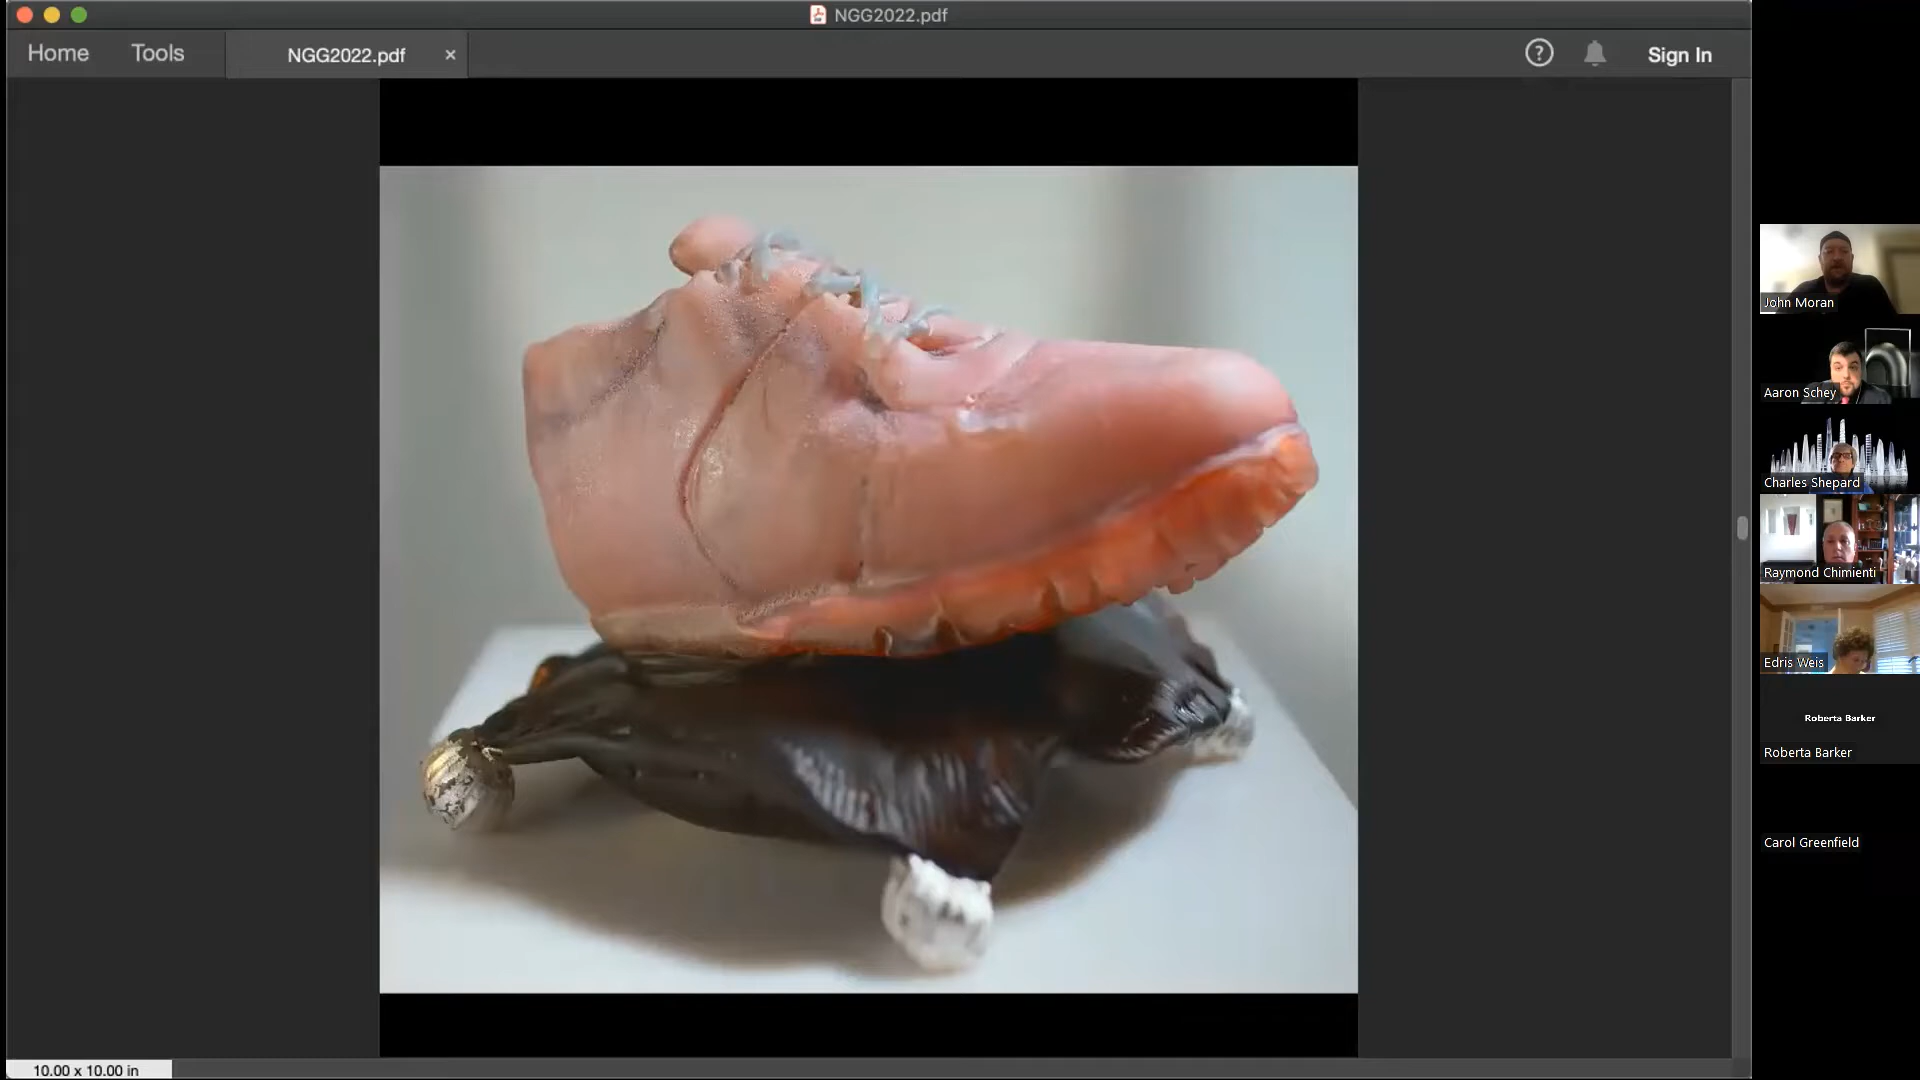 NGG2022.pdf
Home
Tools
NGG2022.pdf
Sign In
John Moran
Aaron Schey
Charles Shepard
Raymond Chimienti
Edris Weis
Roberta Barker
Roberta Barker
Carol Greenfield
10.00 x 10.00 in